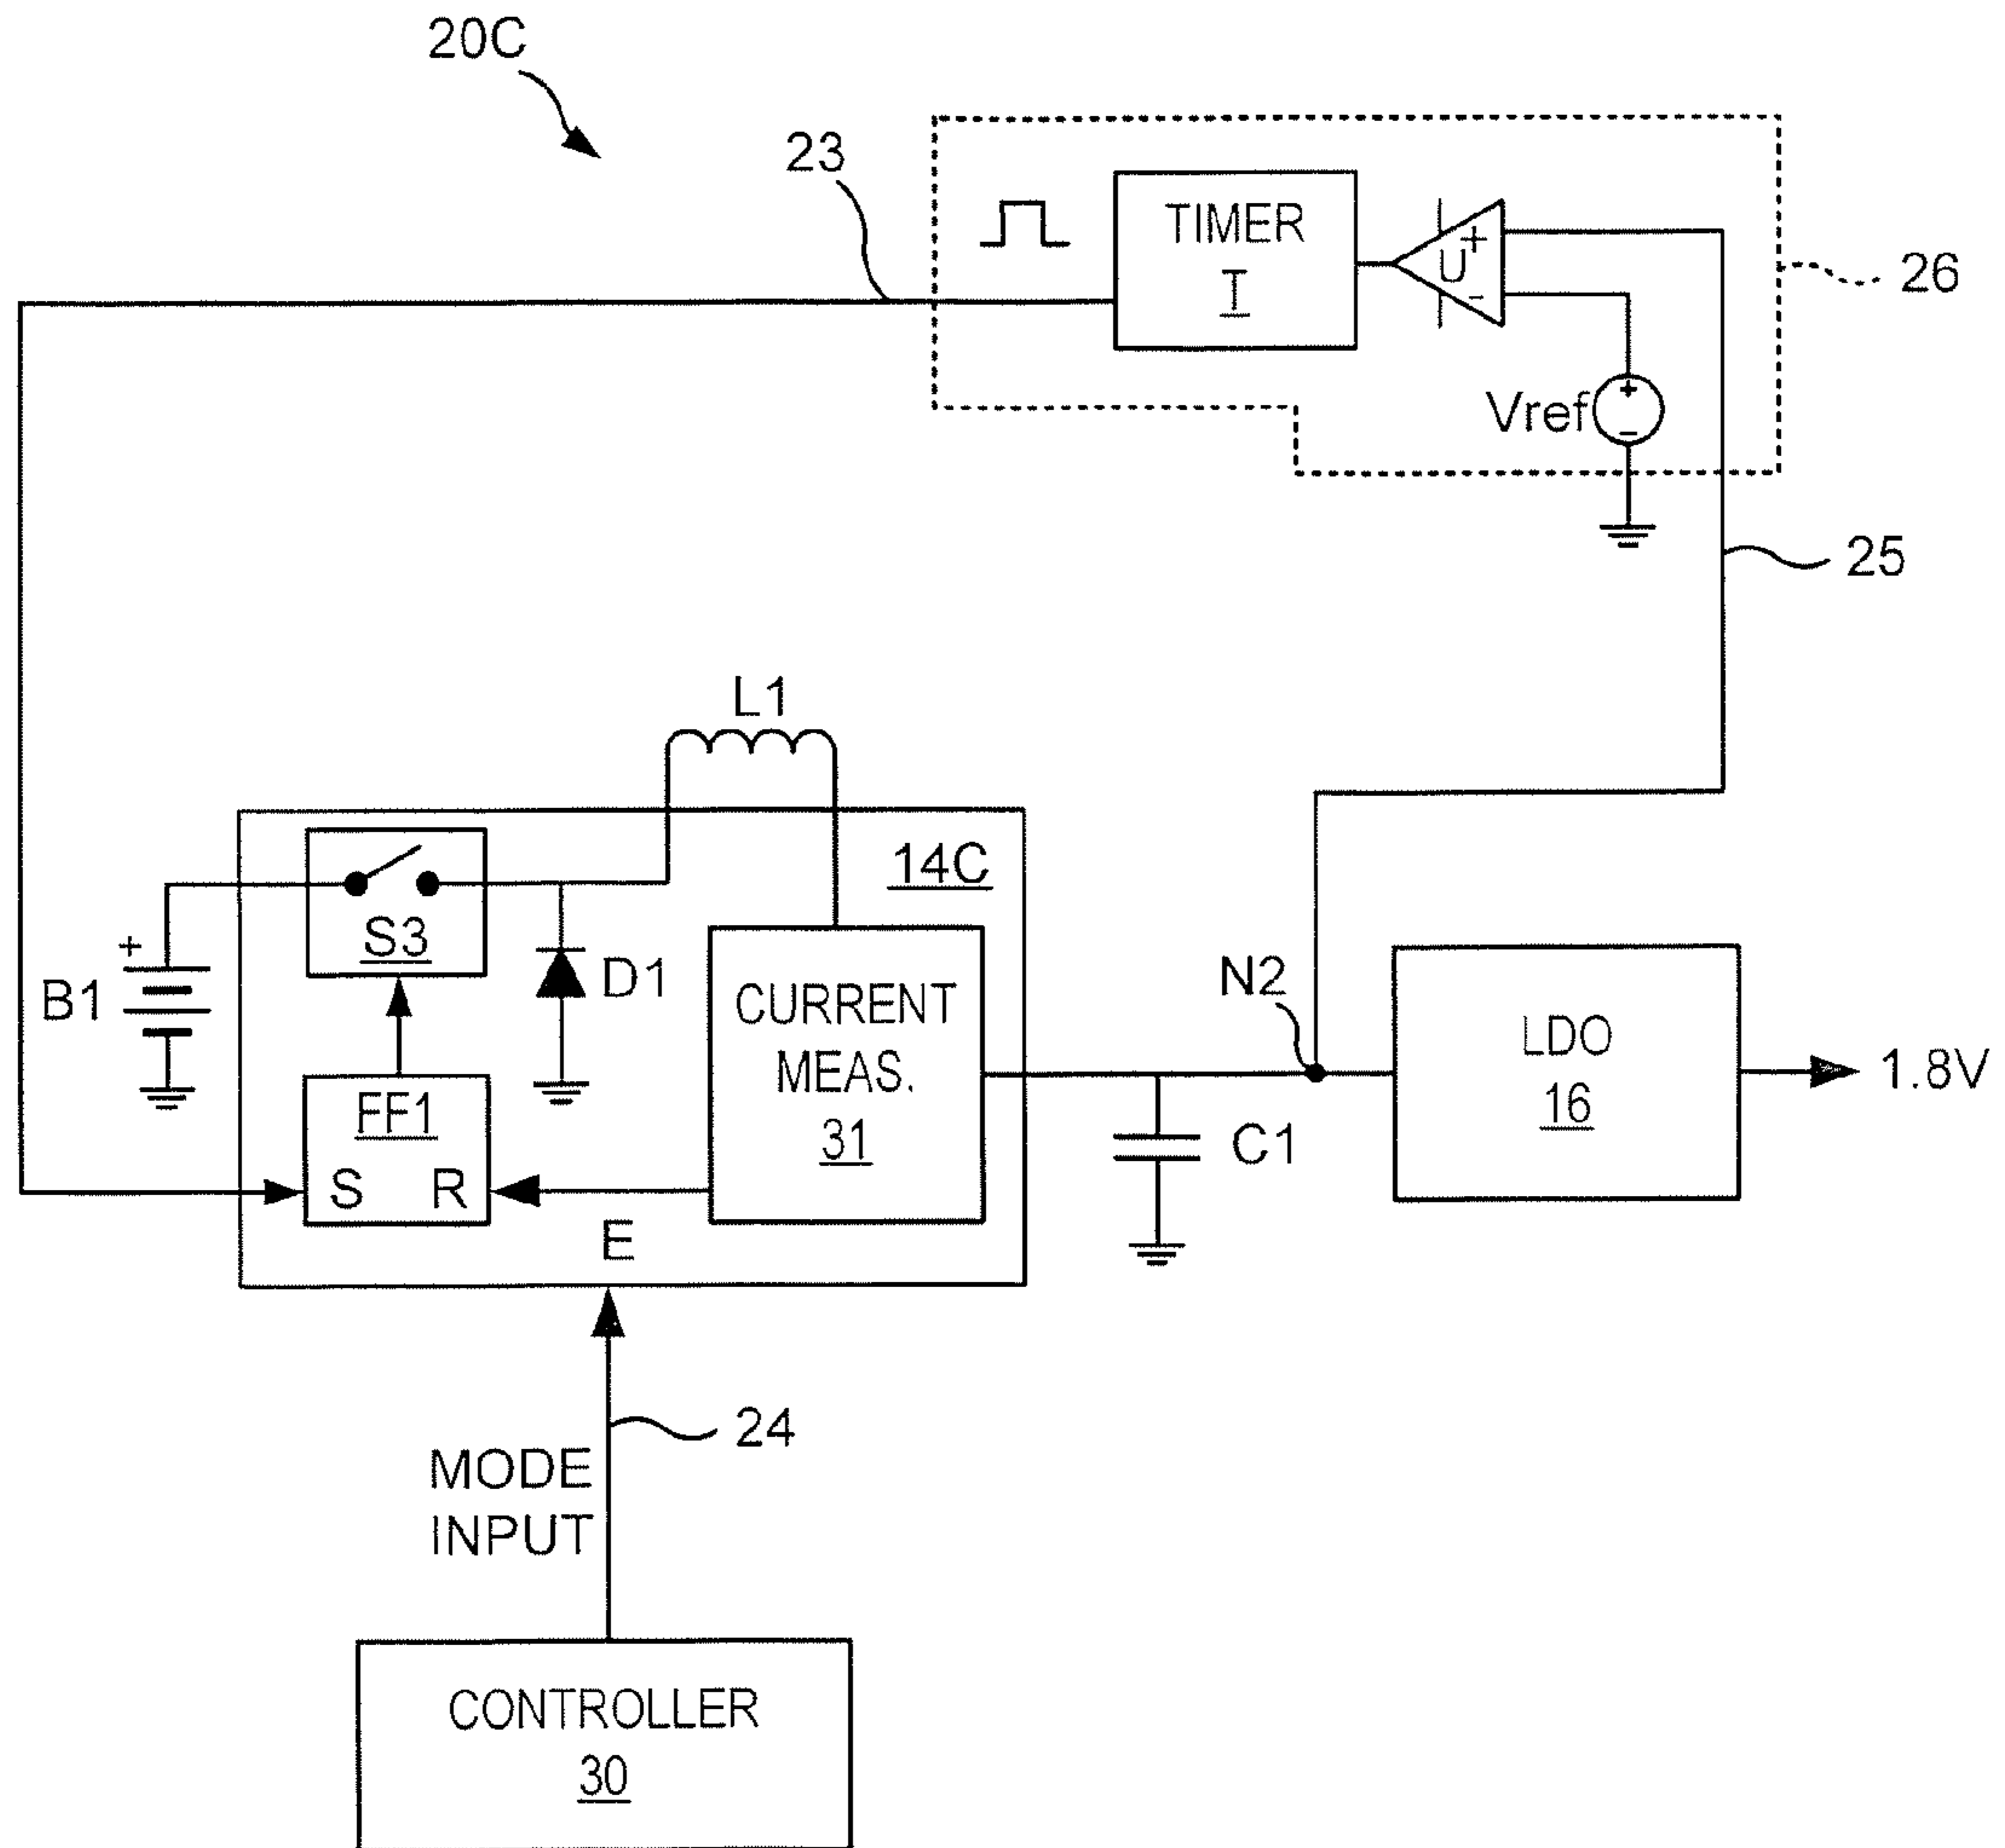 20C
23
TIMER
T
U
+
-
26
Vref
+
-
25
L1
14C
S3
+
B1
D1
CURRENT
MEAS.
31
N2
LDO
16
1.8V
FF1
S R
C1
E
24
MODE
INPUT
CONTROLLER
30